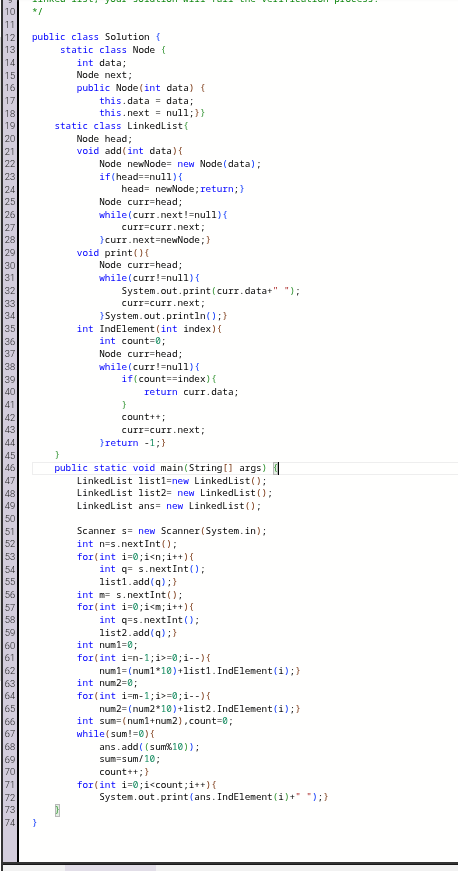 9 linked list, your solution will fail the verification process.
10 */
11
12 public class Solution {
13 static class Node {
14 int data;
15 Node next;
16 public Node(int data) {
17 this.data = data;
18 this.next = null;}}
19 static class LinkedList{
20 Node head;
21 void add(int data){
22 Node newNode= new Node(data);
23 if(head==null){
24 head= newNode;return;}
25 Node curr=head;
26 while(curr.next!=null){
27 curr=curr.next;
28 }curr.next=newNode;}
29 void print(){
30 Node curr=head;
31 while(curr!=null){
32 System.out.print(curr.data+" ");
33 curr=curr.next;
34 }System.out.println();}
35 int IndElement(int index){
36 int count=0;
37 Node curr=head;
38 while(curr!=null){
39 if(count==index){
40 return curr.data;
41 }
42 count++;
43 curr=curr.next;
44 }return -1;}
45 }
46 public static void main(String[] args) {
47 LinkedList list1=new LinkedList();
48 LinkedList list2= new LinkedList();
49 LinkedList ans= new LinkedList();
50
51 Scanner s= new Scanner(System.in);
52 int n=s.nextInt();
53 for(int i=0;i<n;i++){
54 int q= s.nextInt();
55 list1.add(q);}
56 int m= s.nextInt();
57 for(int i=0;i<m;i++){
58 int q=s.nextInt();
59 list2.add(q);}
60 int num1=0;
61 for(int i=n-1;i>=0;i--){
62 num1=(num1*10)+list1.IndElement(i);}
63 int num2=0;
64 for(int i=m-1;i>=0;i--){
65 num2=(num2*10)+list2.IndElement(i);}
66 int sum=(num1+num2),count=0;
67 while(sum!=0){
68 ans.add((sum%10));
69 sum=sum/10;
70 count++;}
71 for(int i=0;i<count;i++){
72 System.out.print(ans.IndElement(i)+" ");}
73 }
74 }